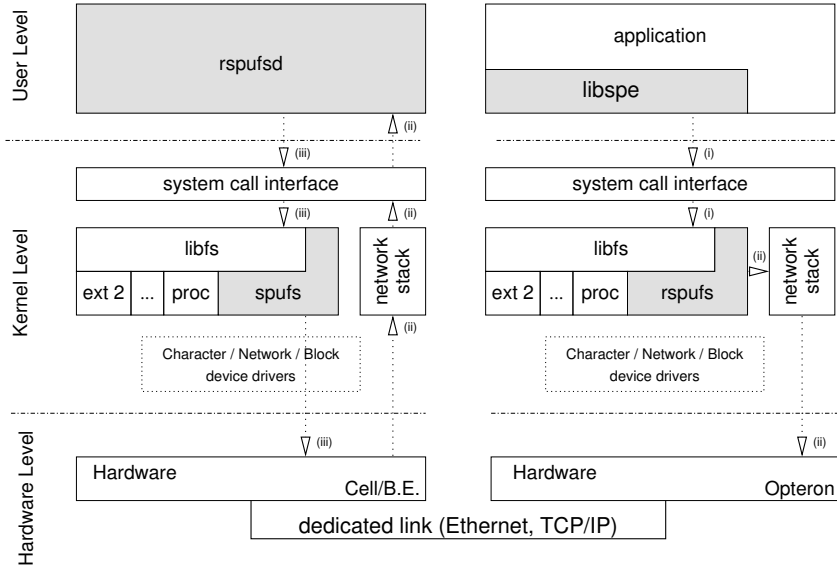 User Level
rspufsd
application
libspe
(iii)
(ii)
(i)
system call interface
system call interface
(iii)
(ii)
(i)
Kernel Level
libfs
ext 2
...
proc
spufs
network
stack
libfs
ext 2
...
proc
rspufs
(ii)
network
stack
(ii)
Character / Network / Block
device drivers
Character / Network / Block
device drivers
(iii)
(ii)
Hardware Level
Hardware
Cell/B.E.
Hardware
Opteron
dedicated link (Ethernet, TCP/IP)